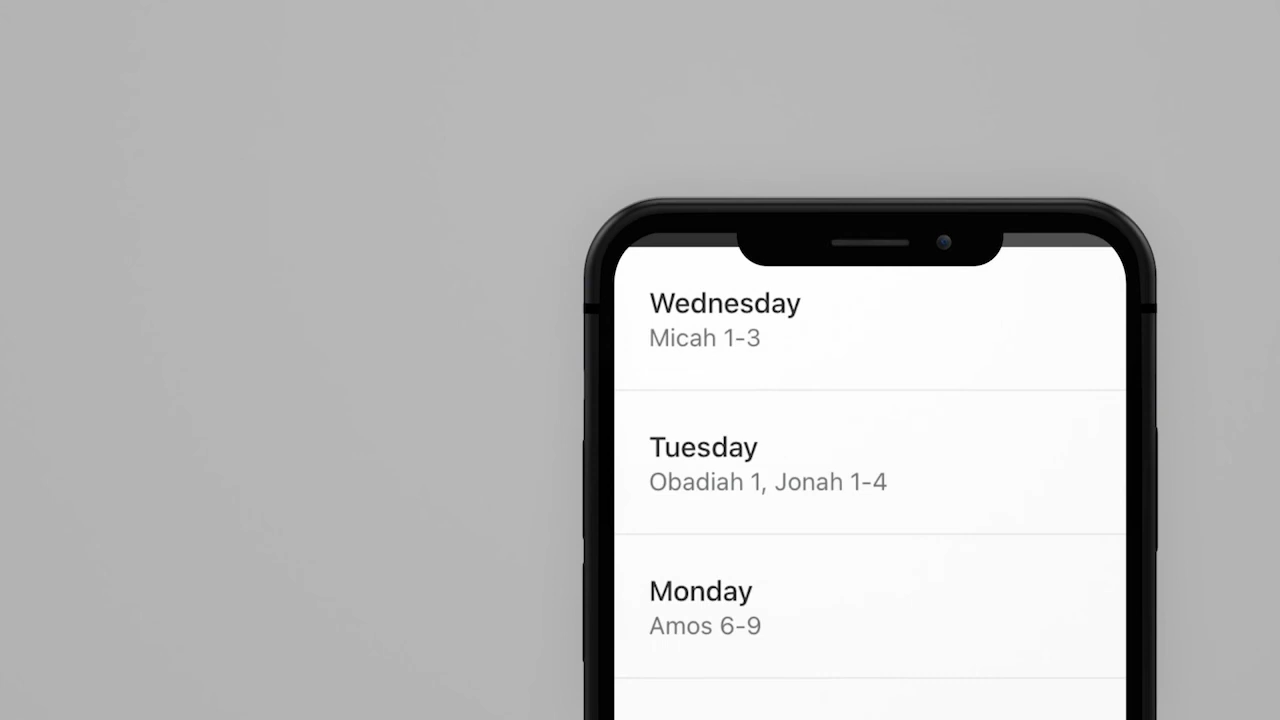 Wednesday
Micah 1-3
Tuesday
Obadiah 1, Jonah 1-4
Monday
Amos 6-9